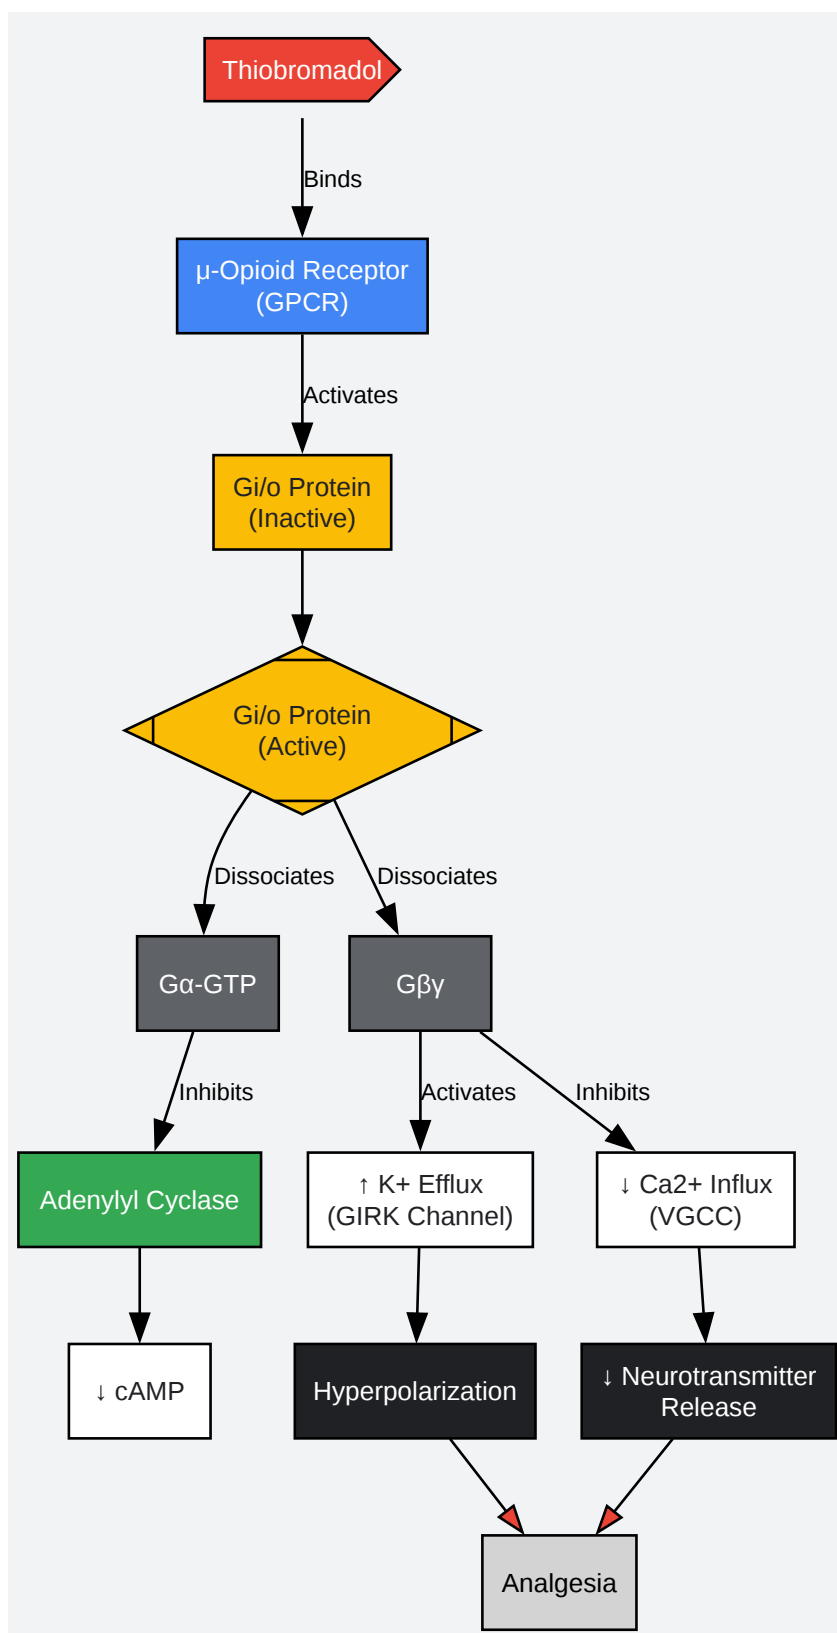 Thiobromadol
Binds
μ-Opioid Receptor
(GPCR)
Activates
Gi/o Protein
(Inactive)
Gi/o Protein
(Active)
Dissociates
Dissociates
Gα-GTP
Gβγ
Inhibits
Activates
Inhibits
Adenylyl Cyclase
↑ K+ Efflux
(GIRK Channel)
↓ Ca2+ Influx
(VGCC)
↓ cAMP
Hyperpolarization
↓ Neurotransmitter
Release
Analgesia